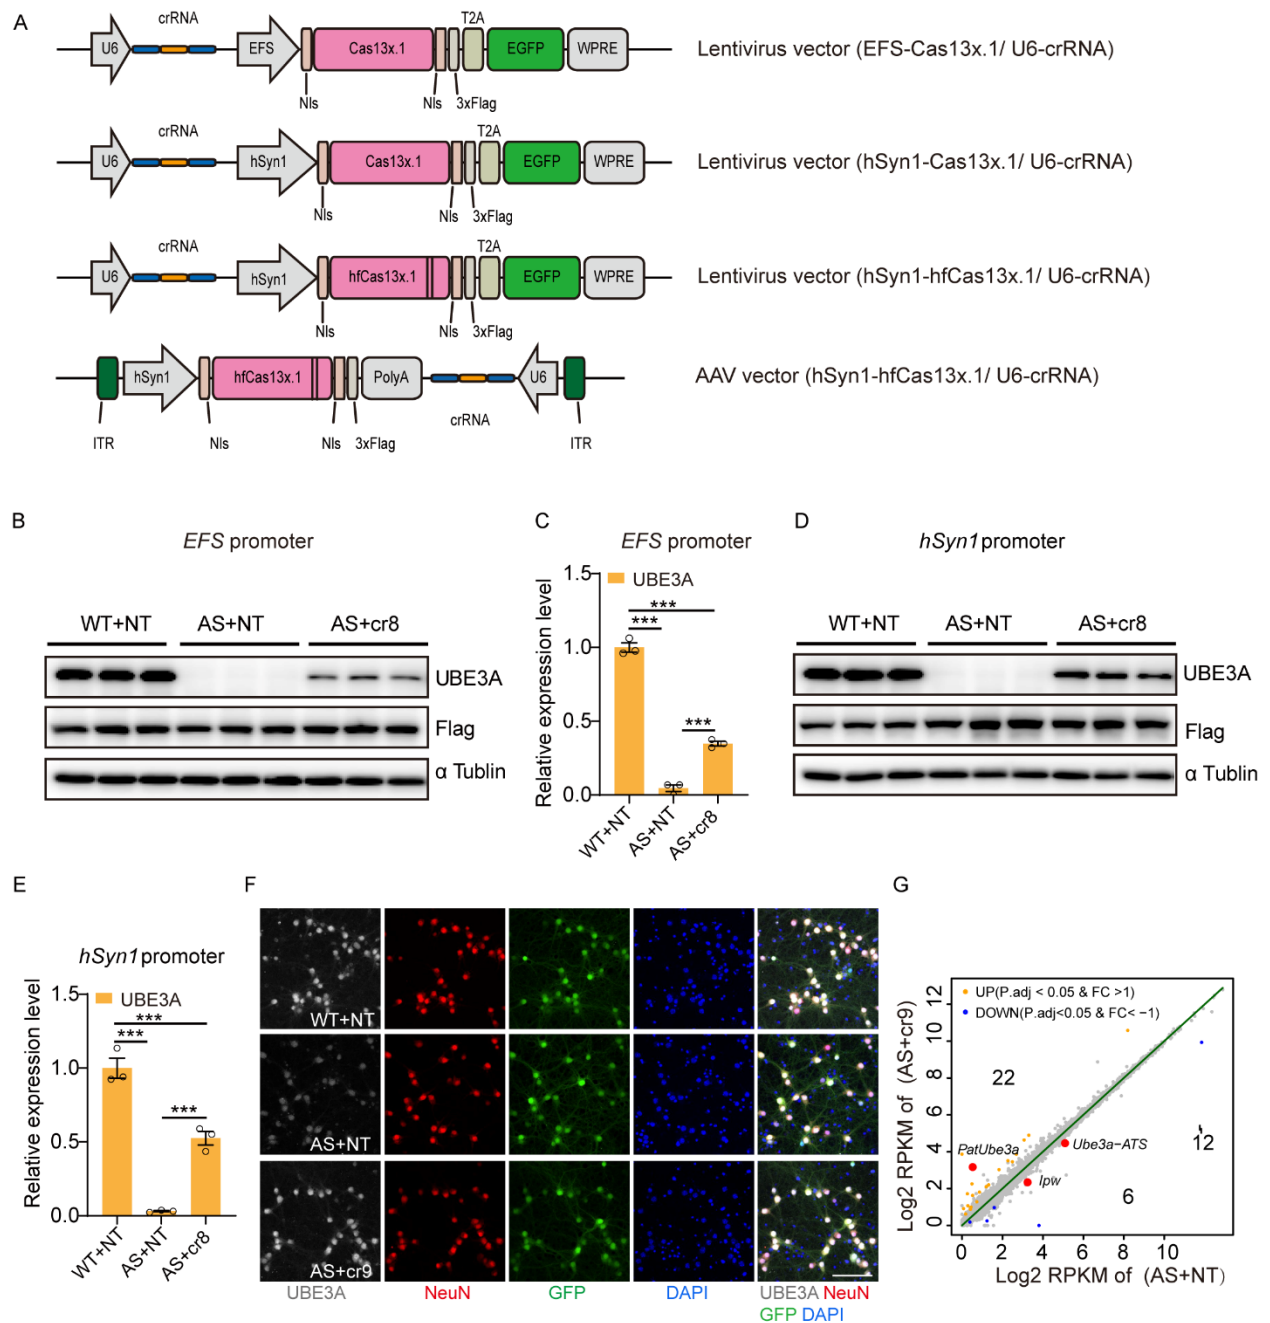 A
crRNA
T2A
U6
EFS
Cas13x.1
EGFP
WPRE
Lentivirus vector (EFS-Cas13x.1/ U6-crRNA)
Nls
Nls
3xFlag
crRNA
T2A
U6
hSyn1
Cas13x.1
EGFP
WPRE
Lentivirus vector (hSyn1-Cas13x.1/ U6-crRNA)
Nls
Nls
3xFlag
crRNA
T2A
U6
hSyn1
hfCas13x.1
EGFP
WPRE
Lentivirus vector (hSyn1-hfCas13x.1/ U6-crRNA)
Nls
Nls
3xFlag
hSyn1
hfCas13x.1
PolyA
U6
AAV vector (hSyn1-hfCas13x.1/ U6-crRNA)
crRNA
ITR
Nls
Nls
3xFlag
ITR
B
EFS promoter
WT+NT
AS+NT
AS+cr8
UBE3A
Flag
α Tublin
C
EFS promoter
UBE3A
Relative expression level
1.5
1.0
0.5
0.0
***
***
***
WT+NT
AS+NT
AS+cr8
D
hSyn1 promoter
WT+NT
AS+NT
AS+cr8
UBE3A
Flag
α Tublin
E
hSyn1 promoter
UBE3A
Relative expression level
1.5
1.0
0.5
0.0
***
***
***
WT+NT
AS+NT
AS+cr8
F
WT+NT
AS+NT
AS+cr9
UBE3A
NeuN
GFP
DAPI
UBE3A NeuN
GFP DAPI
G
UP(P.adj < 0.05 & FC >1)
DOWN(P.adj<0.05 & FC< −1)
Log2 RPKM of (AS+cr9)
12
10
8
6
4
2
0
22
12
6
PatUbe3a
Ube3a−ATS
Ipw
0
2
4
6
8
10
Log2 RPKM of (AS+NT)